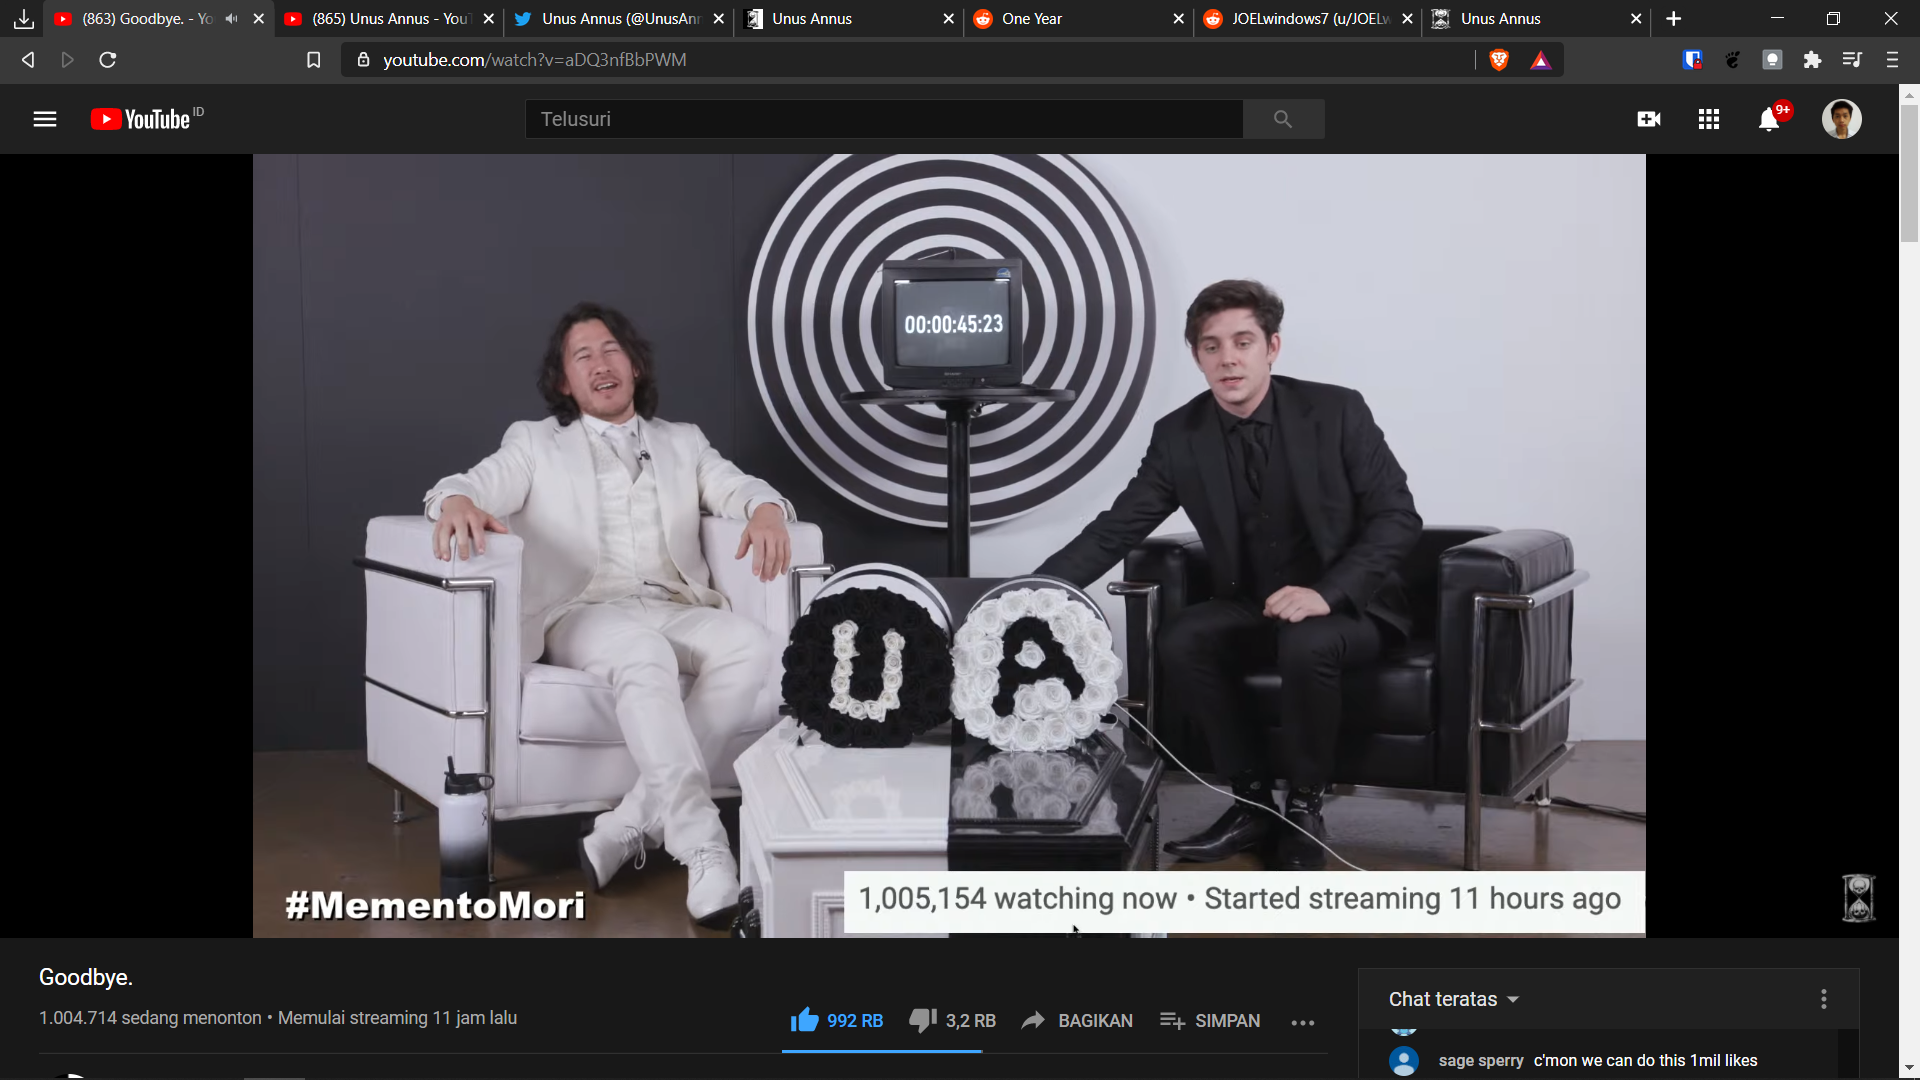 (863) Goodbye. - Yo
(865) Unus Annus - YouT
Unus Annus (@UnusAnn
Unus Annus
One Year
JOELwindows7 (u/JOELw
Unus Annus
youtube.com/watch?v=aDQ3nfBbPWM
YouTube ID
Telusuri
9+
00:00:45:23
U A
#MementoMori
1,005,154 watching now • Started streaming 11 hours ago
Goodbye.
1.004.714 sedang menonton • Memulai streaming 11 jam lalu
992 RB
3,2 RB
BAGIKAN
SIMPAN
Chat teratas
sage sperry c'mon we can do this 1mil likes